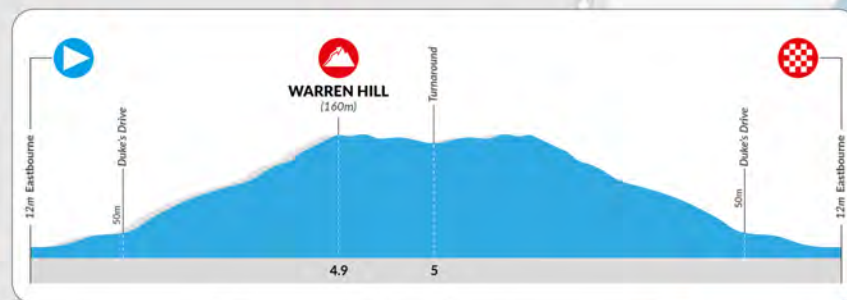 WARREN HILL
(160m)
Turnaround
12m Eastbourne
50m
Duke's Drive
50m
Duke's Drive
12m Eastbourne
4.9
5